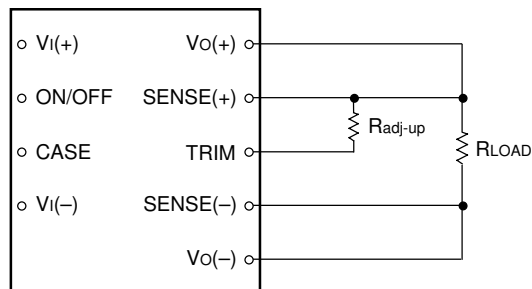 VI(+) VO(+)
ON/OFF SENSE(+)
Radj-up
CASE TRIM
RLOAD
VI(–) SENSE(–)
VO(–)